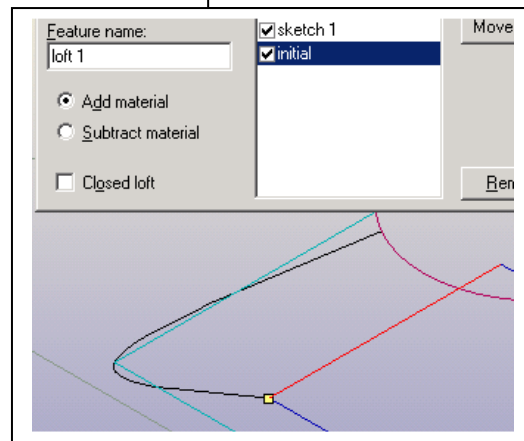 Feature name:
loft 1
Add material
Subtract material
Closed loft
sketch 1
initial
Move